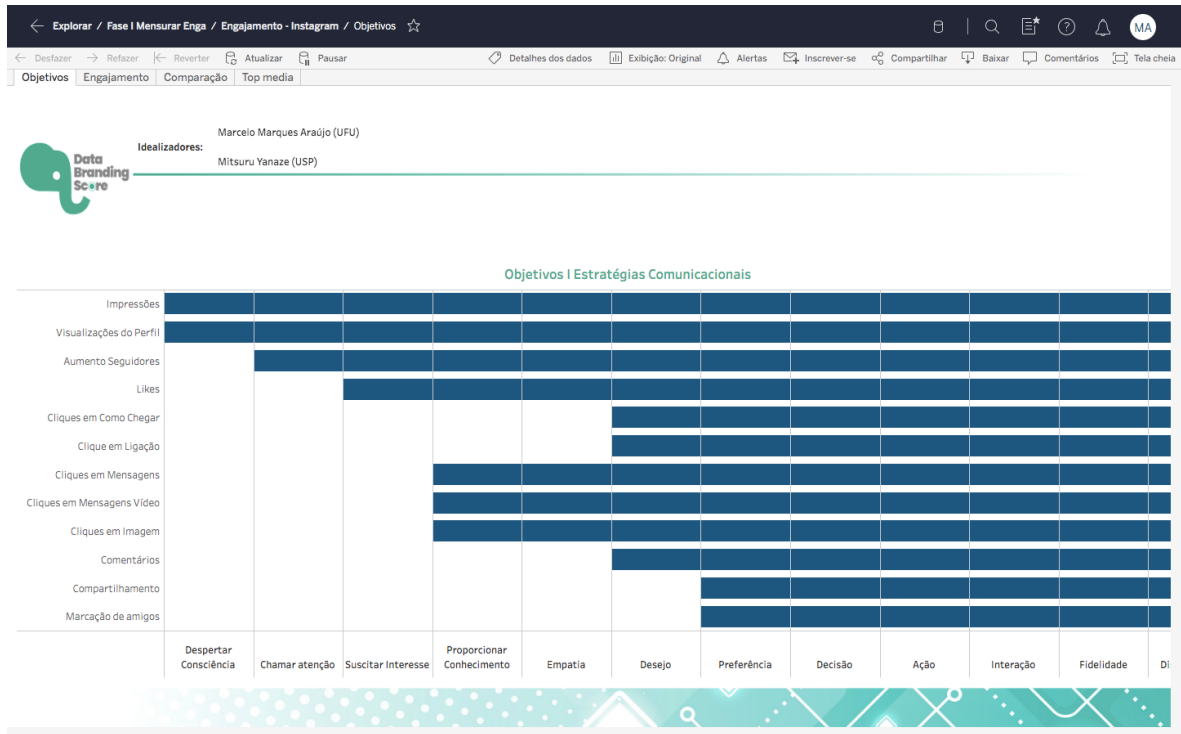 Explorar / Fase I Mensurar Enga / Engajamento - Instagram / Objetivos
MA
Desfazer Refazer Reverter Atualizar Pausar Detalhes dos dados Exibição: Original Alertas Inscrever-se Compartilhar Baixar Comentários Tela cheia
Objetivos Engajamento Comparação Top media
Data
Branding
Score
Idealizadores:
Marcelo Marques Araújo (UFU)
Mitsuru Yanaze (USP)
Objetivos I Estratégias Comunicacionais
Impressões
Visualizações do Perfil
Aumento Seguidores
Likes
Cliques em Como Chegar
Clique em Ligação
Cliques em Mensagens
Cliques em Mensagens Vídeo
Cliques em Imagem
Comentários
Compartilhamento
Marcação de amigos
Despertar
Consciência
Chamar atenção
Suscitar Interesse
Proporcionar
Conhecimento
Empatia
Desejo
Preferência
Decisão
Ação
Interação
Fidelidade
Di